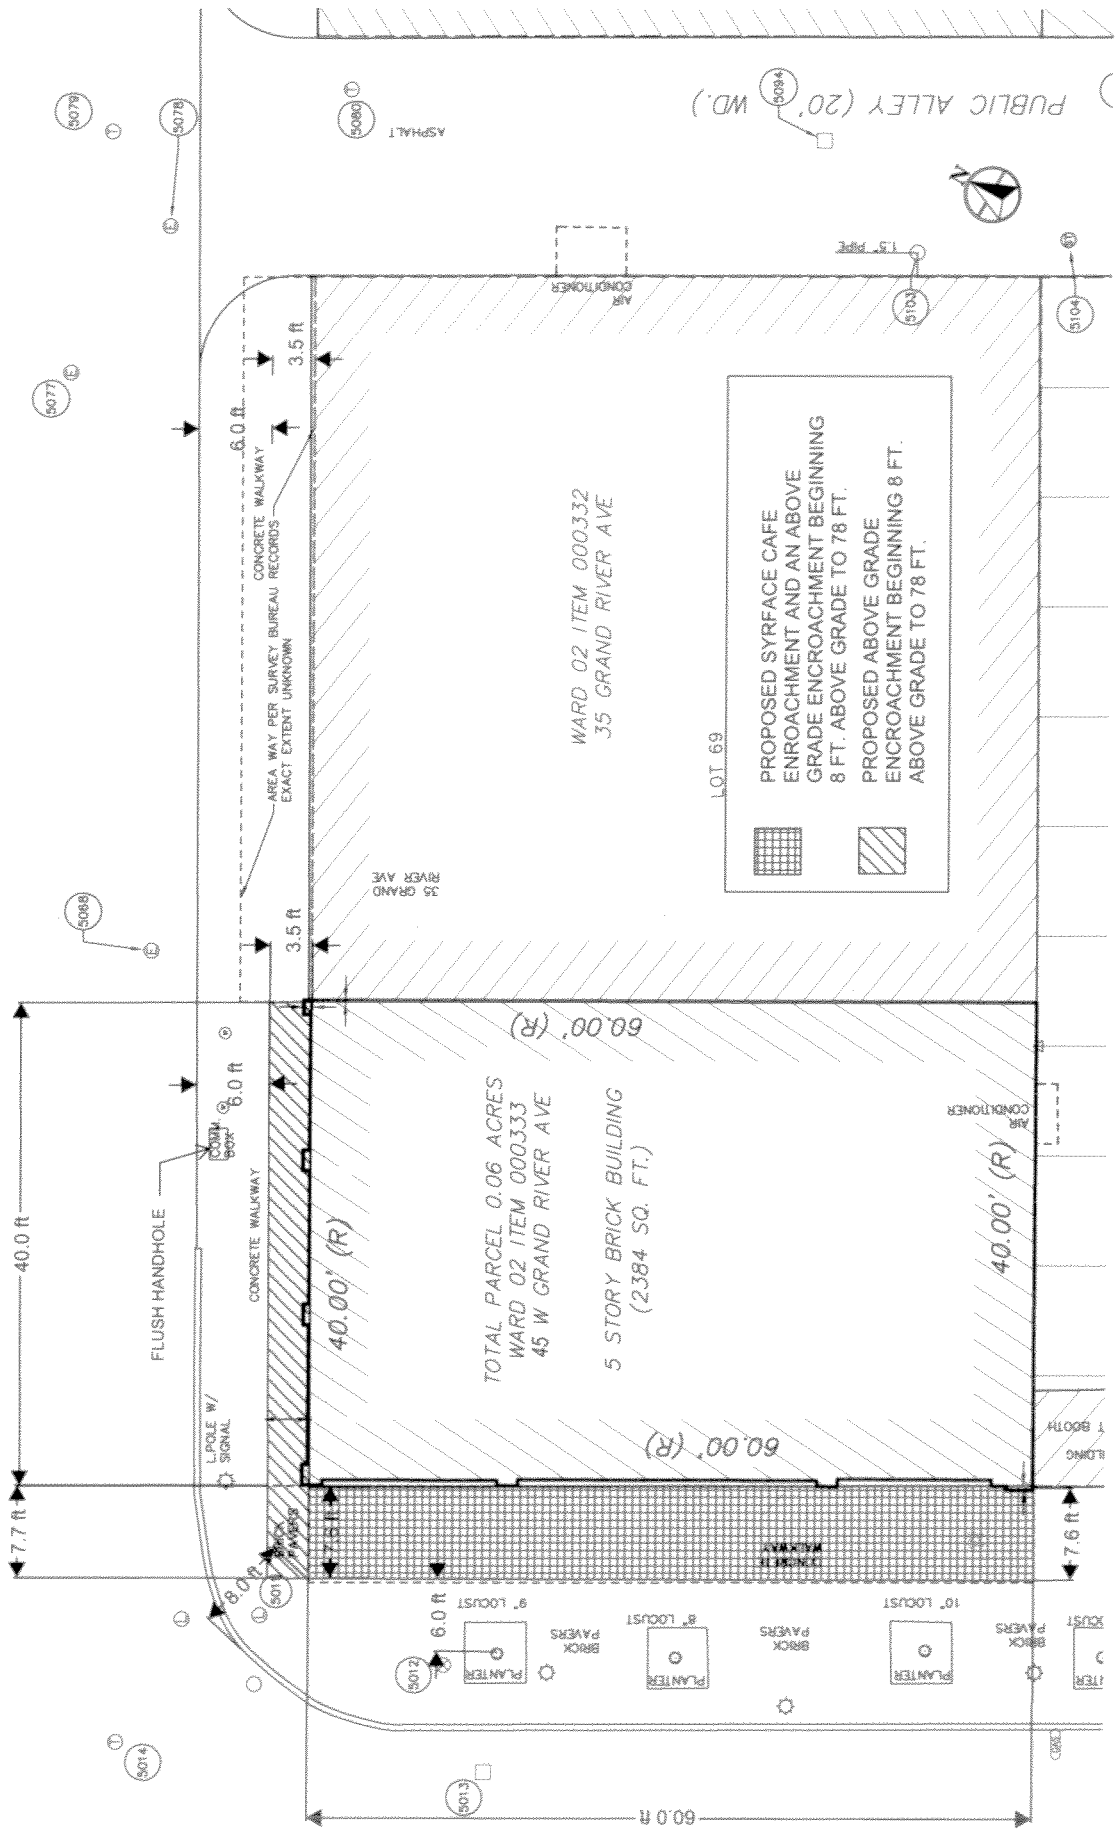 5079
T
5078
E
5080
T
ASPHALT
5094
PUBLIC ALLEY (20' WD.)
N
5077
E
1.5" PIPE
5103
5104
AIR
CONDITIONER
3.5 ft
6.0 ft
CONCRETE WALKWAY
AREA WAY PER SURVEY BUREAU RECORDS
EXACT EXTENT UNKNOWN
WARD 02 ITEM 000332
35 GRAND RIVER AVE
LOT 69
PROPOSED SYRFACE CAFE
ENROACHMENT AND AN ABOVE
GRADE ENCROACHMENT BEGINNING
8 FT. ABOVE GRADE TO 78 FT.
PROPOSED ABOVE GRADE
ENCROACHMENT BEGINNING 8 FT.
ABOVE GRADE TO 78 FT.
35 GRAND
RIVER AVE
5068
E
3.5 ft
40.0 ft
6.0 ft
COMM.
BOX
FLUSH HANDHOLE
CONCRETE WALKWAY
60.00' (R)
40.00' (R)
TOTAL PARCEL 0.06 ACRES
WARD 02 ITEM 000333
45 W GRAND RIVER AVE
5 STORY BRICK BUILDING
(2384 SQ. FT.)
AIR
CONDITIONER
40.00' (R)
60.00' (R)
L.POLE W/
SIGNAL
T BOOTH
ILDING
7.7 ft
8.0 ft
PAVERS
7.6 ft
WALKWAY
7.6 ft
6.0 ft
9" LOCUST
8" LOCUST
10" LOCUST
OCUST
BRICK
PAVERS
BRICK
PAVERS
BRICK
PAVERS
PLANTER
PLANTER
PLANTER
TER
5012
5014
T
5013
60.0 ft